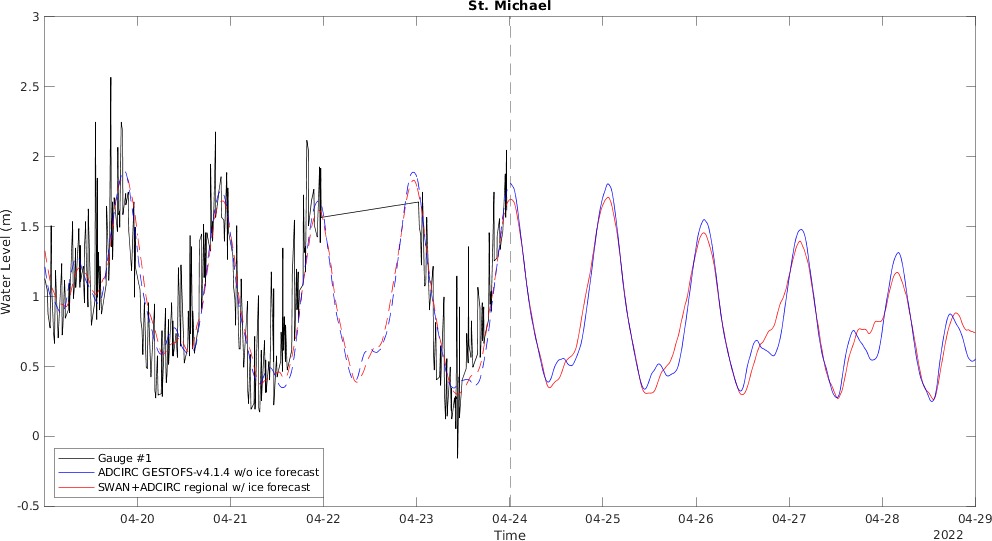 St. Michael
3
2.5
2
1.5
1
0.5
0
-0.5
Water Level (m)
Gauge #1
ADCIRC GESTOFS-v4.1.4 w/o ice forecast
SWAN+ADCIRC regional w/ ice forecast
04-20 04-21 04-22 04-23 04-24 04-25 04-26 04-27 04-28 04-29
Time
2022